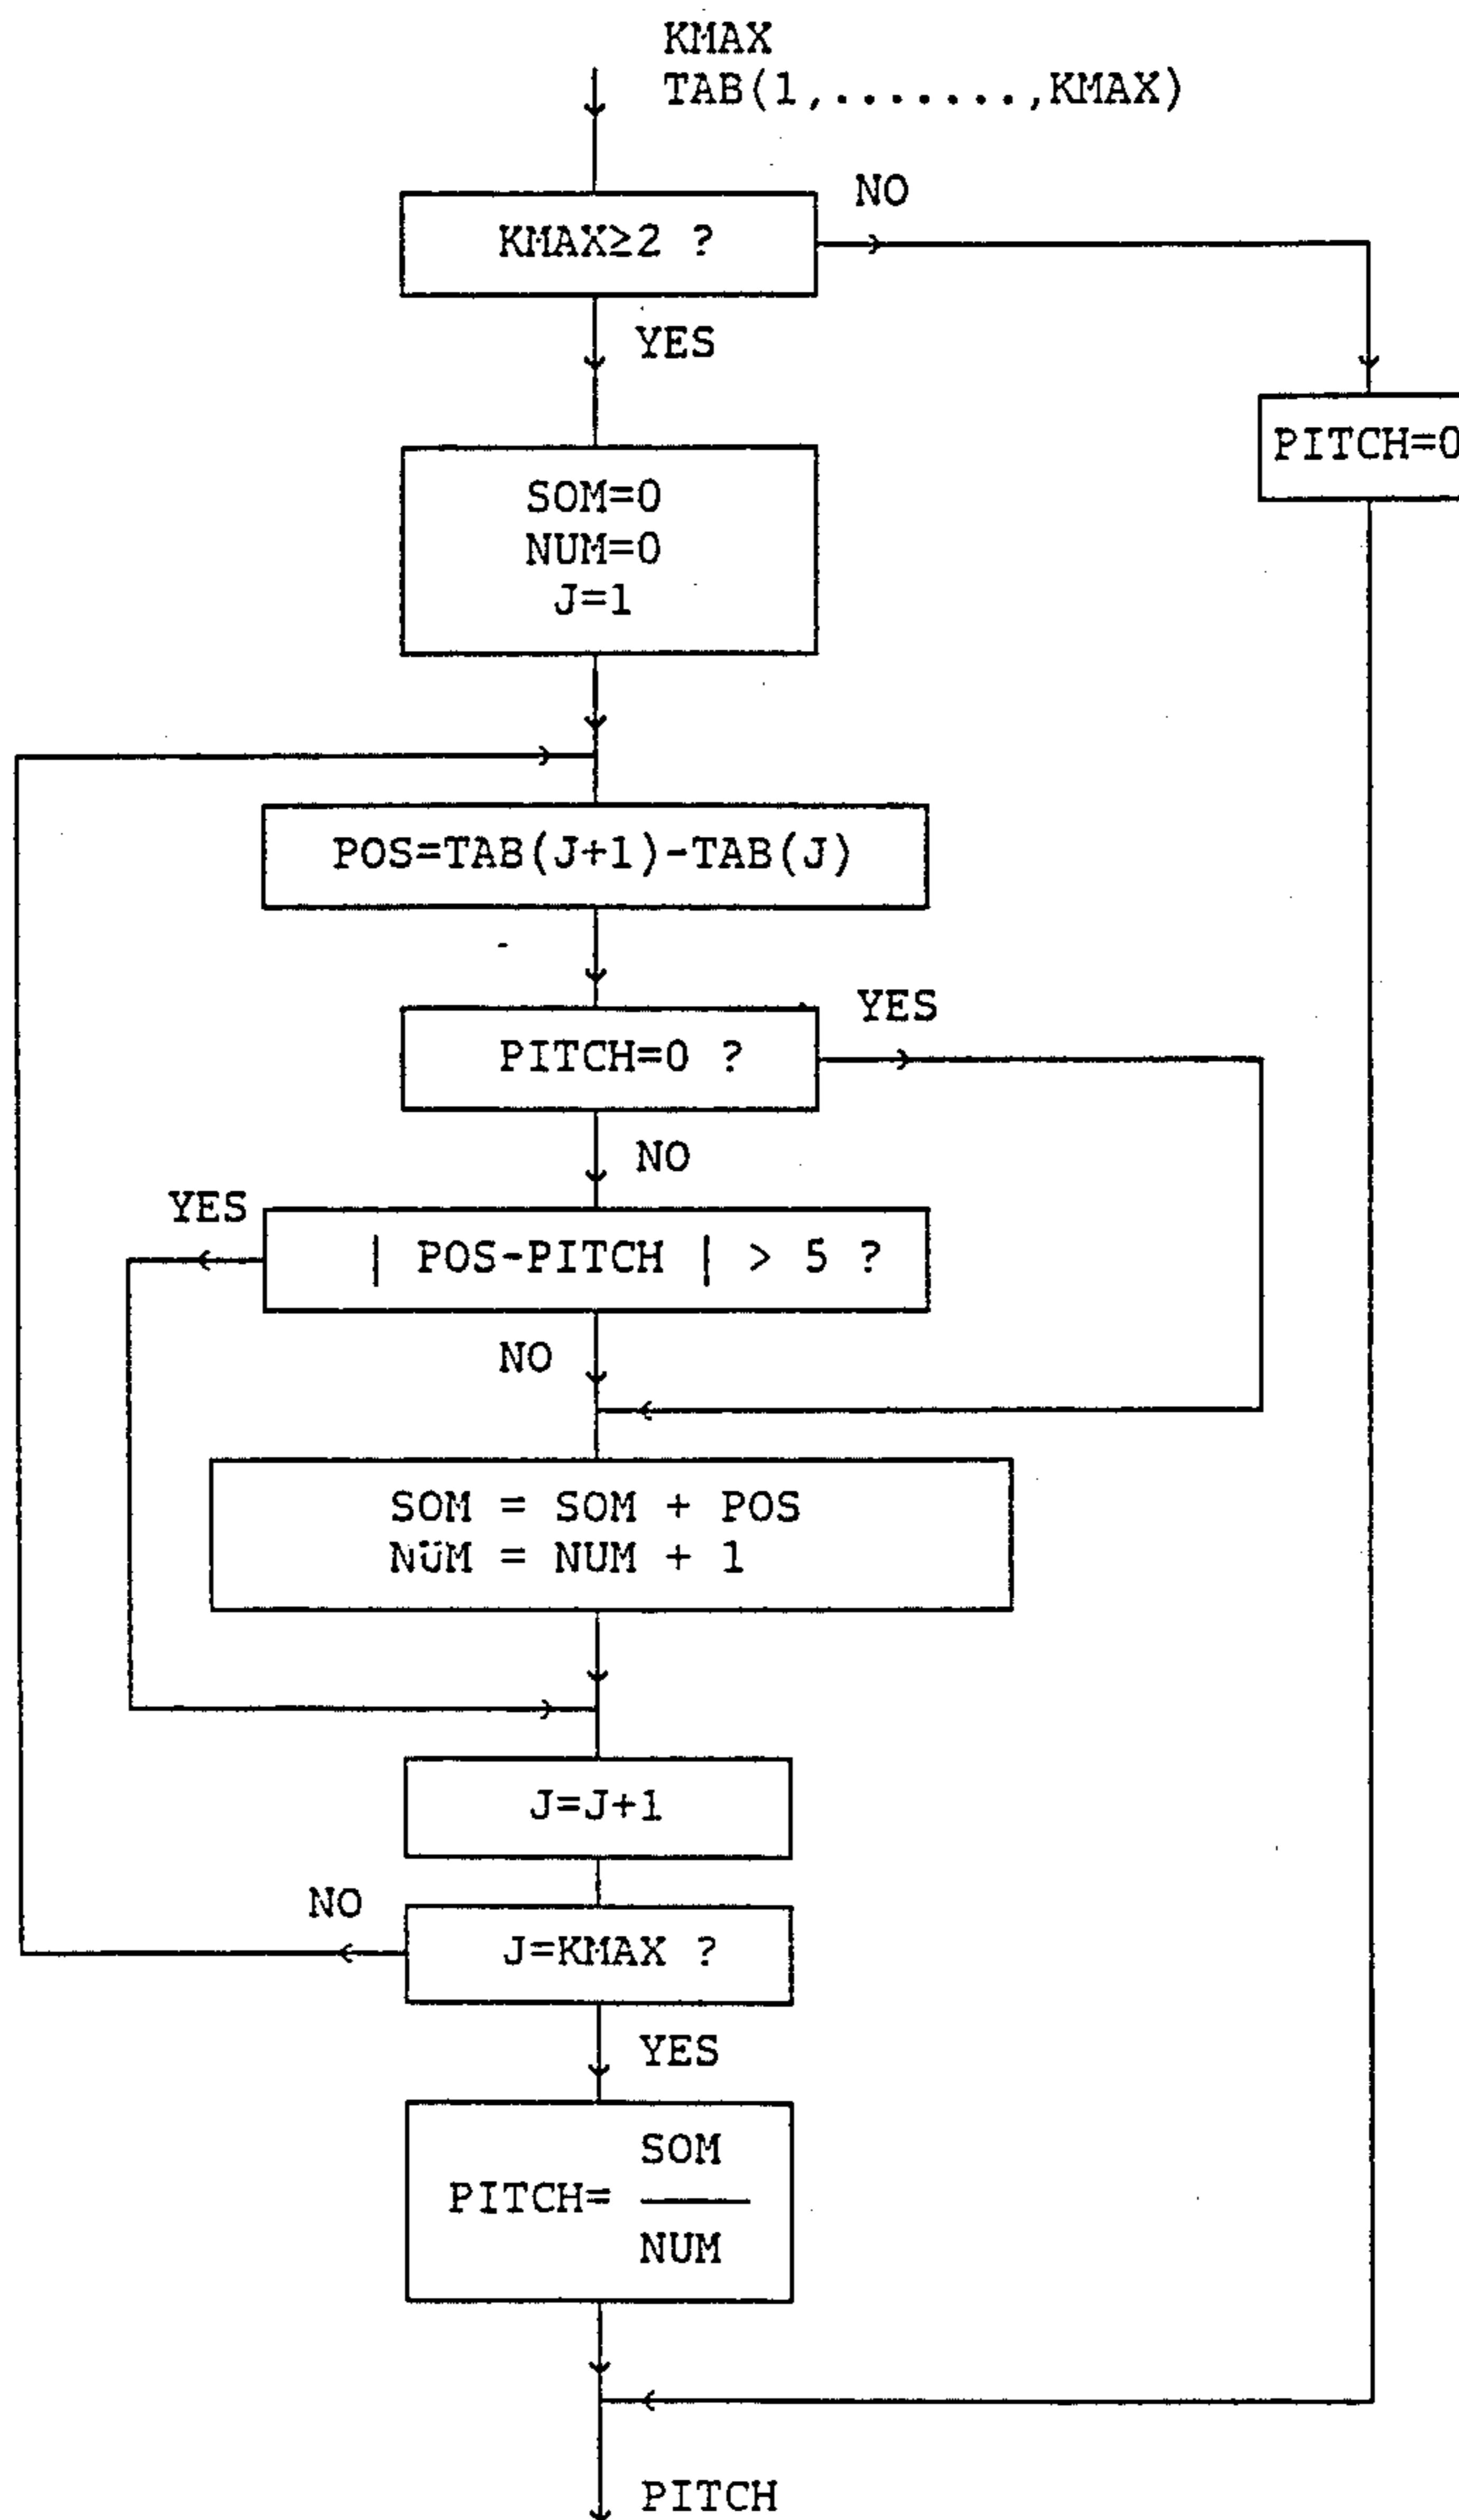 KMAX
TAB(1,.......,KMAX)
NO
KMAX≥2 ?
YES
PITCH=0
SOM=0
NUM=0
J=1
POS=TAB(J+1)-TAB(J)
YES
PITCH=0 ?
NO
YES
| POS-PITCH | > 5 ?
NO
SOM = SOM + POS
NUM = NUM + 1
J=J+1
NO
J=KMAX ?
YES
SOM
PITCH=
NUM
PITCH